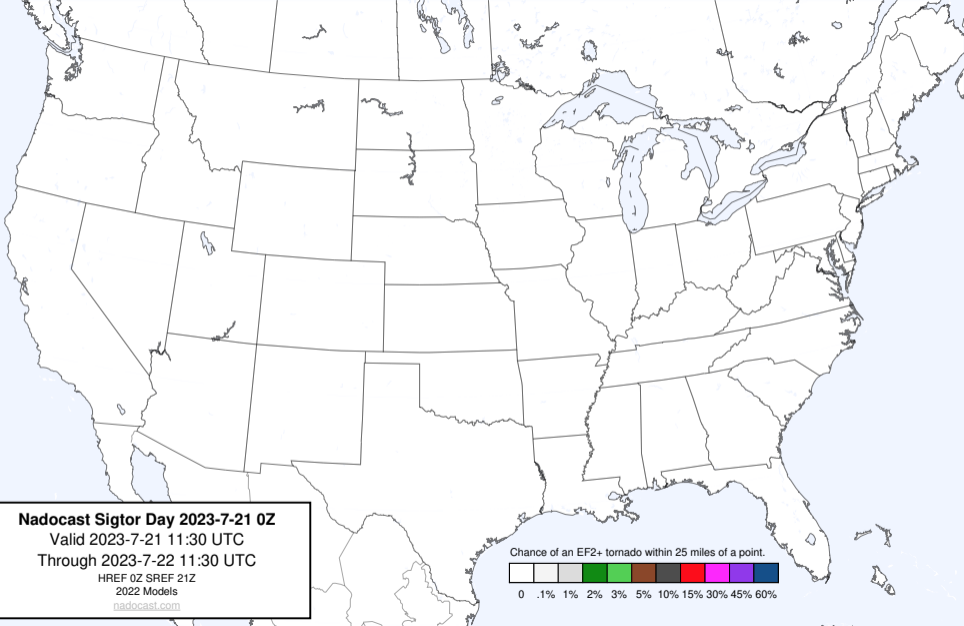 Nadocast Sigtor Day 2023-7-21 0Z
Valid 2023-7-21 11:30 UTC
Through 2023-7-22 11:30 UTC
HREF 0Z SREF 21Z
2022 Models
nadocast.com
Chance of an EF2+ tornado within 25 miles of a point.
0 .1% 1% 2% 3% 5% 10% 15% 30% 45% 60%